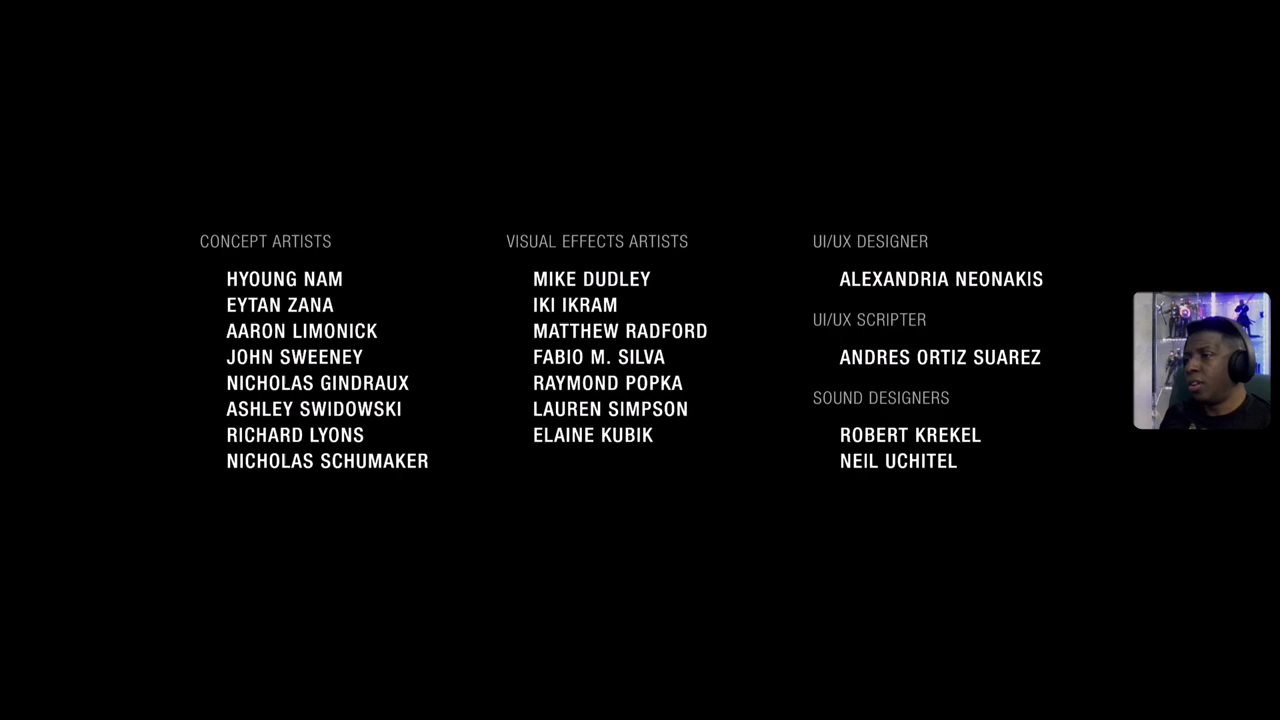 CONCEPT ARTISTS
HYOUNG NAM
EYTAN ZANA
AARON LIMONICK
JOHN SWEENEY
NICHOLAS GINDRAUX
ASHLEY SWIDOWSKI
RICHARD LYONS
NICHOLAS SCHUMAKER
VISUAL EFFECTS ARTISTS
MIKE DUDLEY
IKI IKRAM
MATTHEW RADFORD
FABIO M. SILVA
RAYMOND POPKA
LAUREN SIMPSON
ELAINE KUBIK
UI/UX DESIGNER
ALEXANDRIA NEONAKIS
UI/UX SCRIPTER
ANDRES ORTIZ SUAREZ
SOUND DESIGNERS
ROBERT KREKEL
NEIL UCHITEL